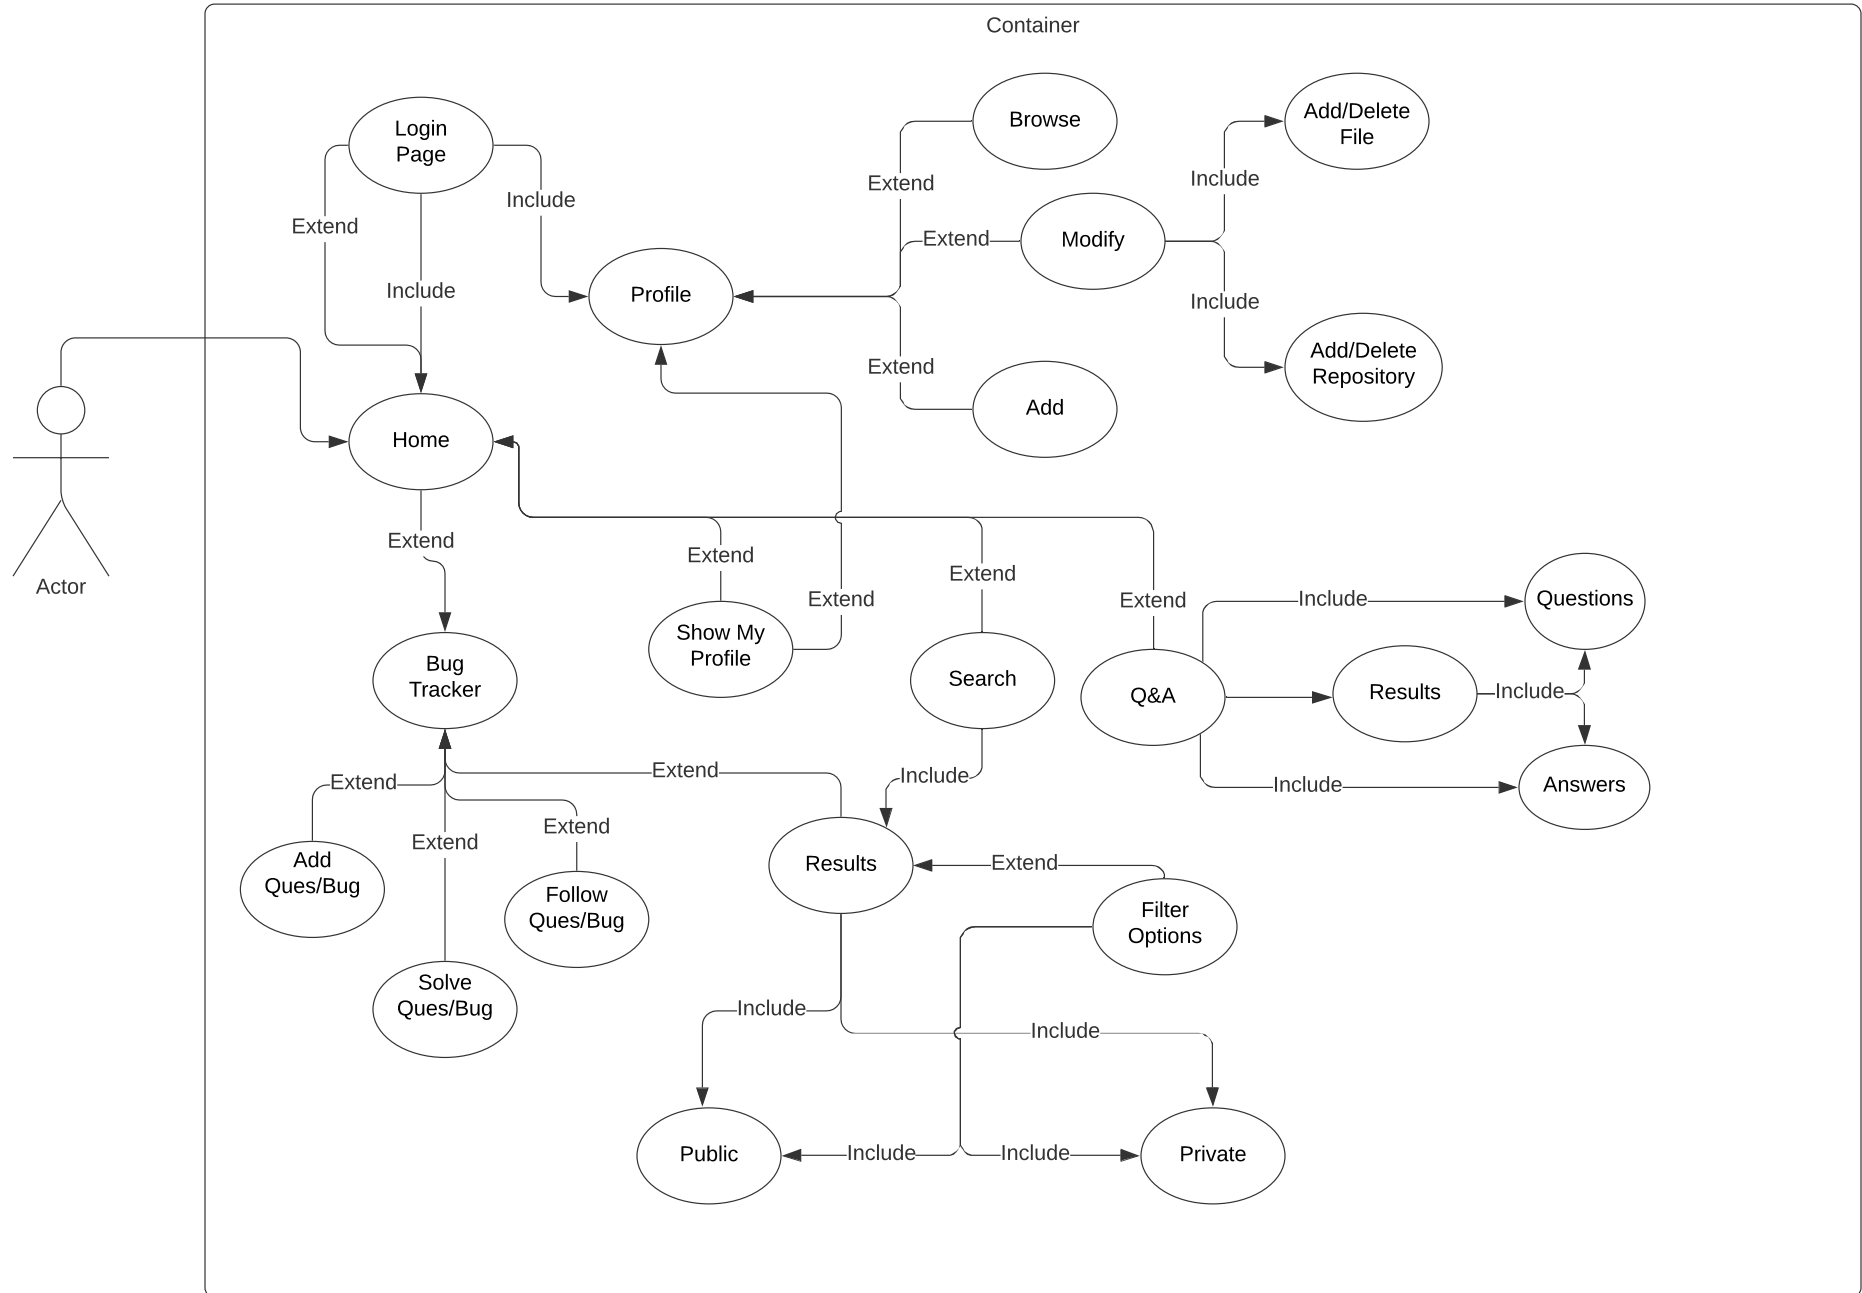 Container
Login
Page
Browse
Add/Delete
File
Extend
Include
Include
Extend
Extend
Modify
Include
Include
Profile
Include
Extend
Add/Delete
Repository
Add
Home
Extend
Extend
Extend
Extend
Extend
Include
Questions
Actor
Bug
Tracker
Show My
Profile
Search
Q&A
Results
Include
Extend
Extend
Include
Include
Answers
Extend
Extend
Add
Ques/Bug
Follow
Ques/Bug
Results
Extend
Filter
Options
Solve
Ques/Bug
Include
Include
Public
Include
Include
Private